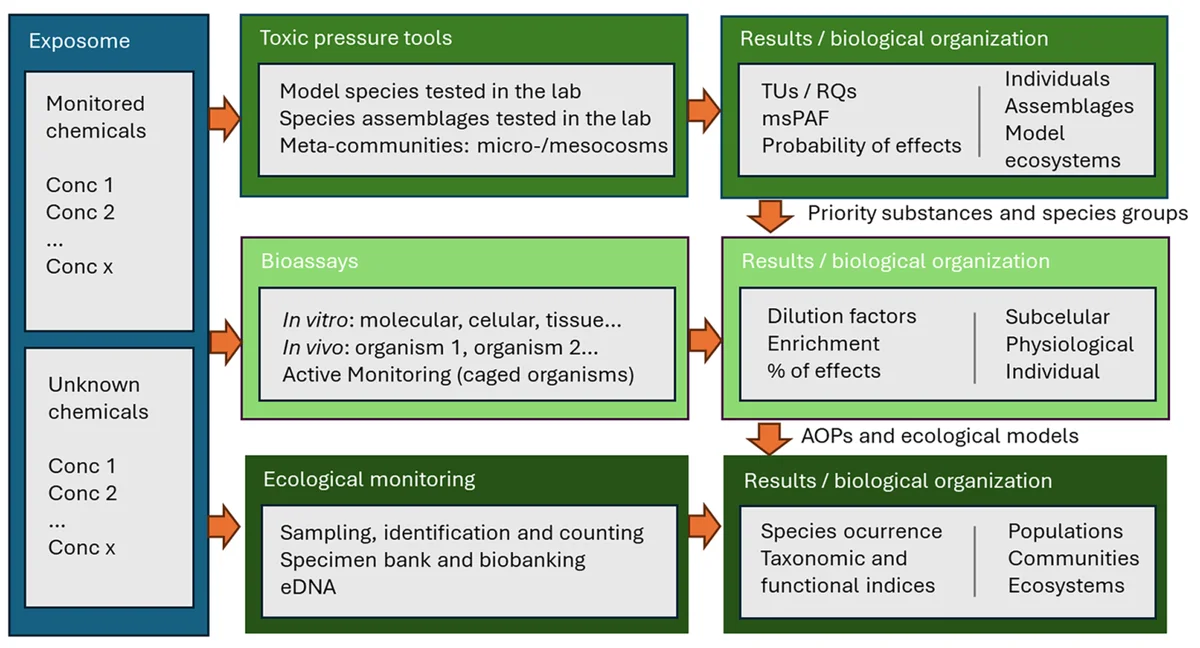 Exposome
Monitored
chemicals
Conc 1
Conc 2
...
Conc x
Unknown
chemicals
Conc 1
Conc 2
...
Conc x
Toxic pressure tools
Model species tested in the lab
Species assemblages tested in the lab
Meta-communities: micro-/mesocosms
Results / biological organization
TUs / RQs
msPAF
Probability of effects
Individuals
Assemblages
Model
ecosystems
Priority substances and species groups
Bioassays
In vitro: molecular, celular, tissue...
In vivo: organism 1, organism 2...
Active Monitoring (caged organisms)
Results / biological organization
Dilution factors
Enrichment
% of effects
Subcelular
Physiological
Individual
AOPs and ecological models
Ecological monitoring
Sampling, identification and counting
Specimen bank and biobanking
eDNA
Results / biological organization
Species ocurrence
Taxonomic and
functional indices
Populations
Communities
Ecosystems